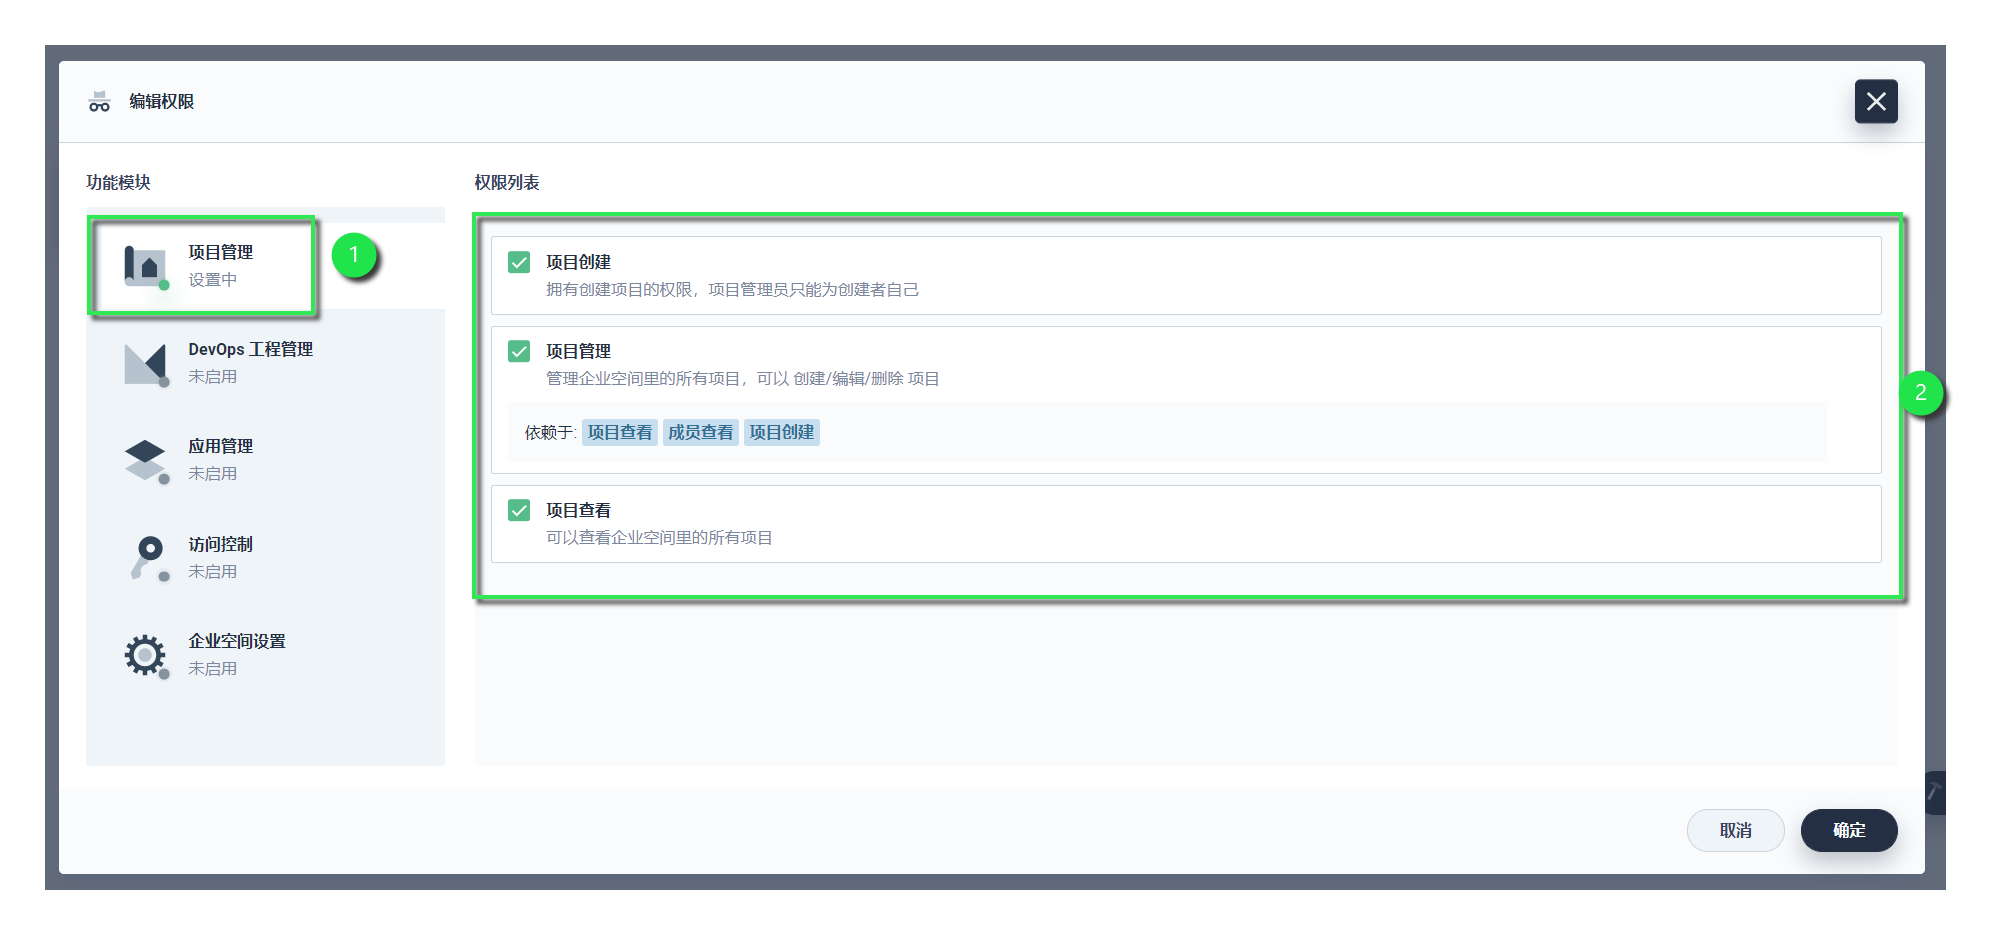 编辑权限
功能模块
项目管理
设置中
1
DevOps 工程管理
未启用
应用管理
未启用
访问控制
未启用
企业空间设置
未启用
权限列表
项目创建
拥有创建项目的权限，项目管理员只能为创建者自己
项目管理
管理企业空间里的所有项目，可以 创建/编辑/删除 项目
依赖于: 项目查看 成员查看 项目创建
2
项目查看
可以查看企业空间里的所有项目
取消 确定